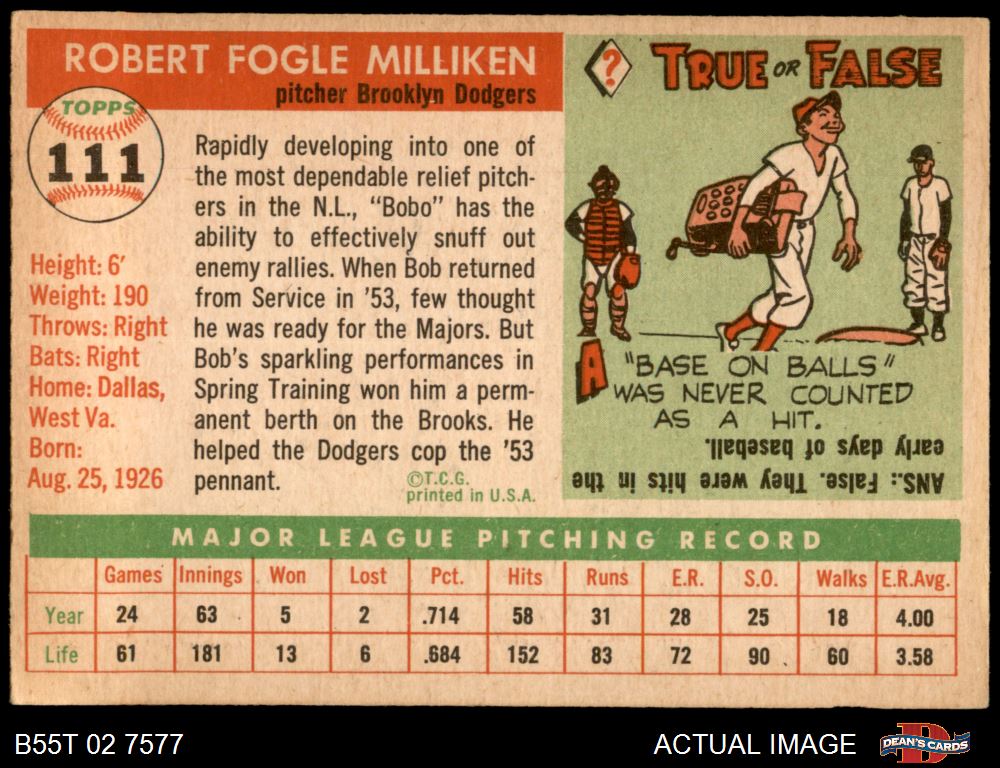 ROBERT FOGLE MILLIKEN
pitcher Brooklyn Dodgers
TOPPS
111
Height: 6'
Weight: 190
Throws: Right
Bats: Right
Home: Dallas,
West Va.
Born:
Aug. 25, 1926
Rapidly developing into one of
the most dependable relief pitch-
ers in the N.L., "Bobo" has the
ability to effectively snuff out
enemy rallies. When Bob returned
from Service in '53, few thought
he was ready for the Majors. But
Bob's sparkling performances in
Spring Training won him a perm-
anent berth on the Brooks. He
helped the Dodgers cop the '53
pennant.
©T.C.G.
printed in U.S.A.
?
TRUE OR FALSE
A "BASE ON BALLS"
WAS NEVER COUNTED
AS A HIT.
ANS.: False. They were hits in the
early days of baseball.
MAJOR LEAGUE PITCHING RECORD
Games Innings Won Lost Pct. Hits Runs E.R. S.O. Walks E.R.Avg.
Year 24 63 5 2 .714 58 31 28 25 18 4.00
Life 61 181 13 6 .684 152 83 72 90 60 3.58
B55T 02 7577
ACTUAL IMAGE
DEAN'S CARDS